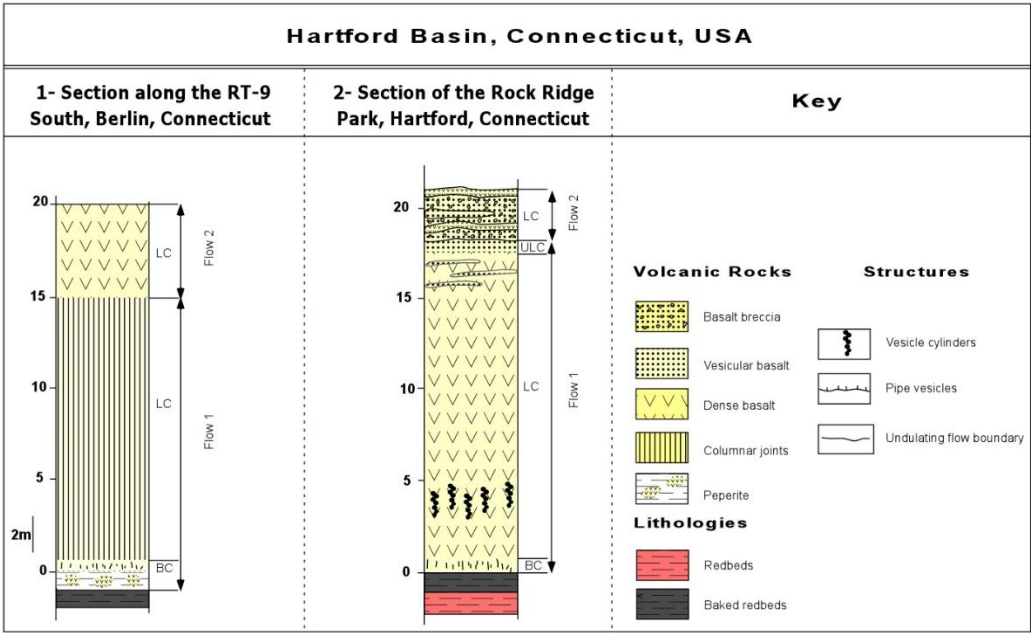 Hartford Basin, Connecticut, USA
1- Section along the RT-9
South, Berlin, Connecticut
2- Section of the Rock Ridge
Park, Hartford, Connecticut
Key
20
15
10
5
2m
0
LC
Flow 2
LC
Flow 1
BC
20
15
10
5
0
LC
Flow 2
ULC
LC
Flow 1
BC
Volcanic Rocks
Basalt breccia
Vesicular basalt
Dense basalt
Columnar joints
Peperite
Lithologies
Redbeds
Baked redbeds
Structures
Vesicle cylinders
Pipe vesicles
Undulating flow boundary